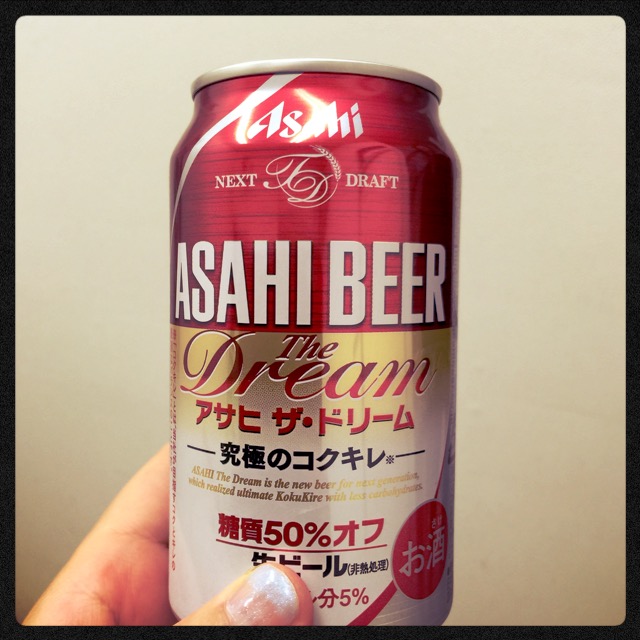 Asahi
NEXT TD DRAFT
ASAHI BEER
The
Dream
アサヒ ザ・ドリーム
究極のコクキレ※
ASAHI The Dream is the new beer for next generation,
which realized ultimate KokuKire with less carbohydrates.
糖質50%オフ
生ビール(非熱処理)
お酒
分5%